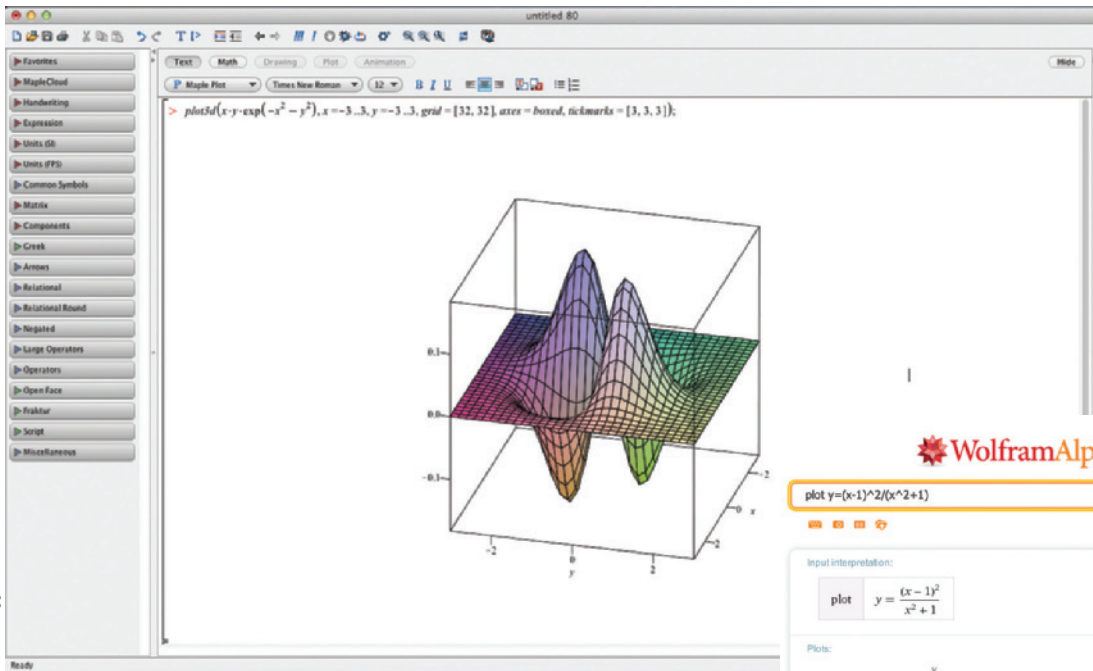 untitled 80
Text Math Drawing Plot Animation
Hide
P Maple Plot Times New Roman 12 B I U
Favorites
MapleCloud
Handwriting
Expression
Units (SI)
Units (FPS)
Common Symbols
Matrix
Components
Greek
Arrows
Relational
Relational Round
Negated
Large Operators
Operators
Open Face
Fraktur
Script
Miscellaneous
> plot3d(x·y·exp(−x² − y²), x = −3 ..3, y = −3 ..3, grid = [32, 32], axes = boxed, tickmarks = [3, 3, 3]);
0.1
0.0
−0.1
−2
0
2
y
−2
0
x
2
Ready
WolframAlp
plot y=(x-1)^2/(x^2+1)
Input interpretation:
plot y = (x − 1)² / x² + 1
Plots:
y